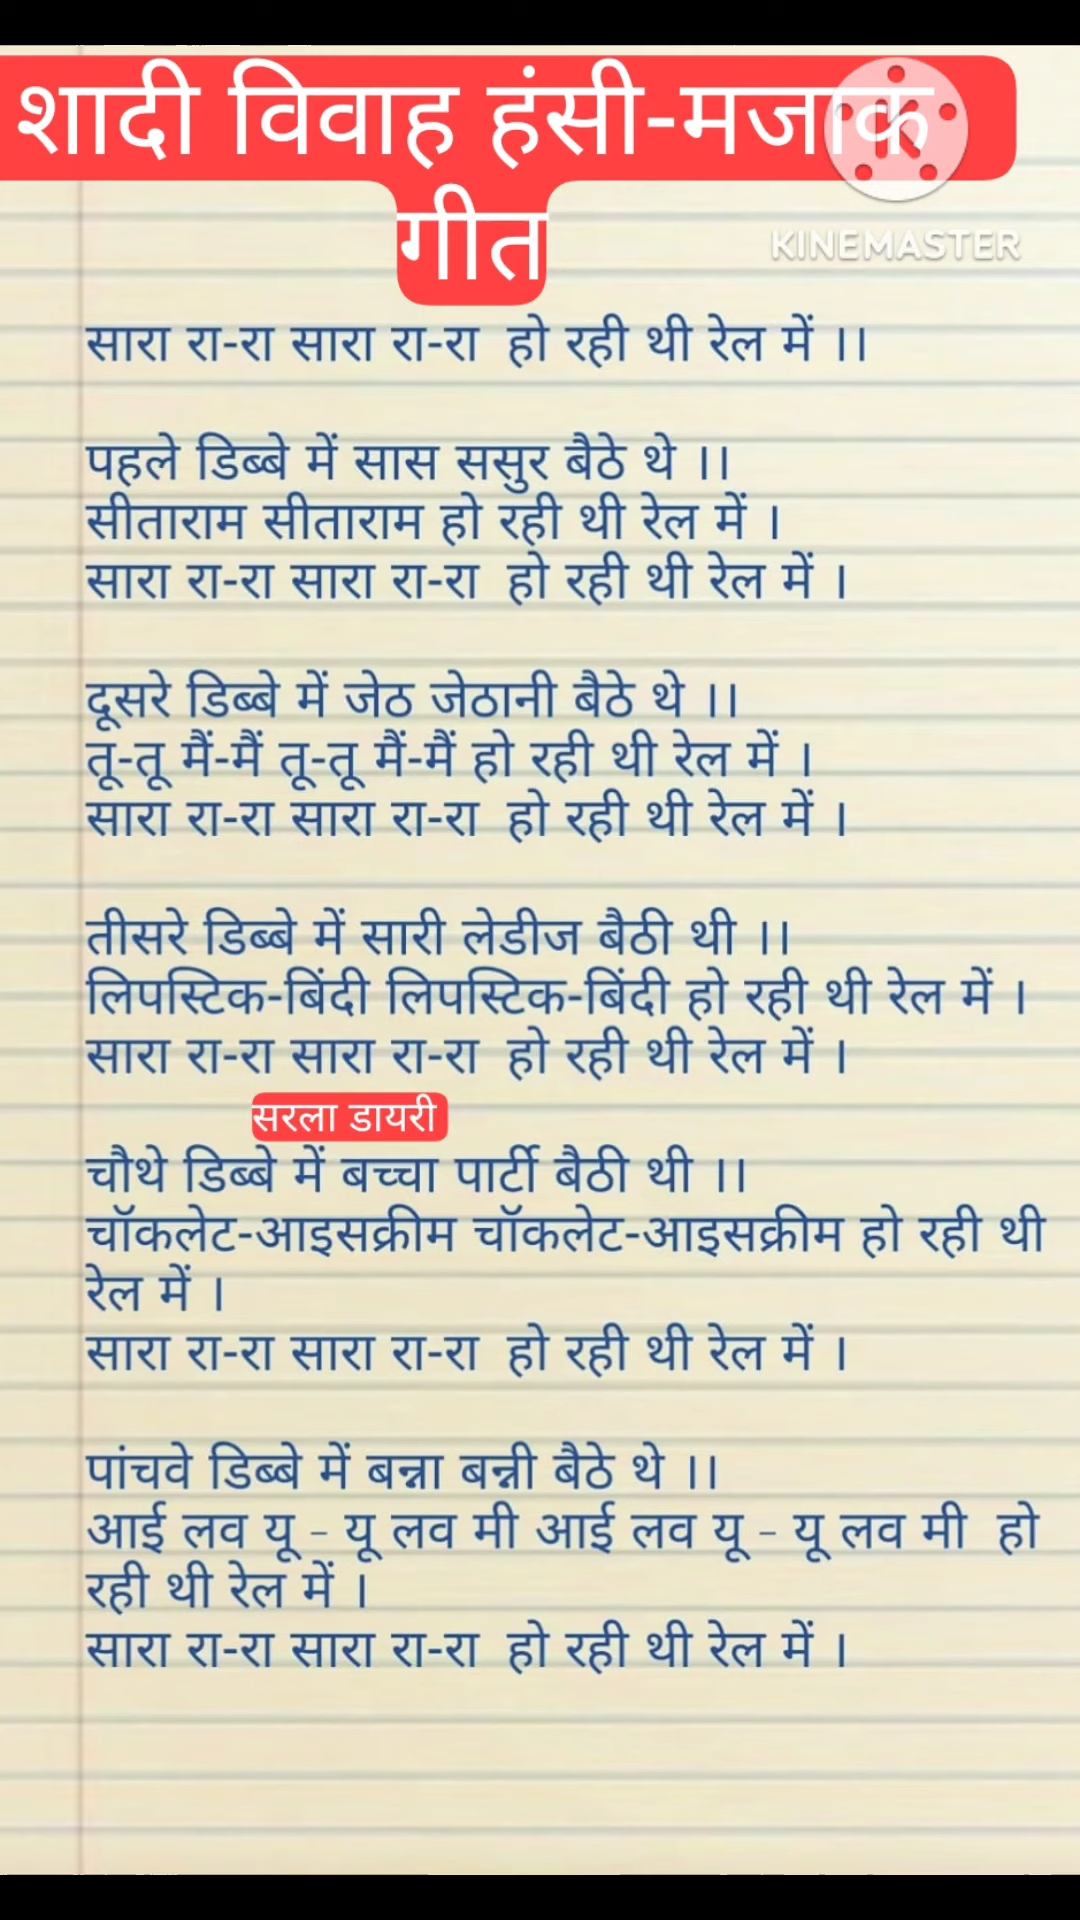 शादी विवाह हंसी-मजाक
गीत
KINEMASTER
सारा रा-रा सारा रा-रा हो रही थी रेल में ।।
पहले डिब्बे में सास ससुर बैठे थे ।।
सीताराम सीताराम हो रही थी रेल में ।
सारा रा-रा सारा रा-रा हो रही थी रेल में ।
दूसरे डिब्बे में जेठ जेठानी बैठे थे ।।
तू-तू मैं-मैं तू-तू मैं-मैं हो रही थी रेल में ।
सारा रा-रा सारा रा-रा हो रही थी रेल में ।
तीसरे डिब्बे में सारी लेडीज बैठी थी ।।
लिपस्टिक-बिंदी लिपस्टिक-बिंदी हो रही थी रेल में ।
सारा रा-रा सारा रा-रा हो रही थी रेल में ।
सरला डायरी
चौथे डिब्बे में बच्चा पार्टी बैठी थी ।।
चॉकलेट-आइसक्रीम चॉकलेट-आइसक्रीम हो रही थी
रेल में ।
सारा रा-रा सारा रा-रा हो रही थी रेल में ।
पांचवे डिब्बे में बन्ना बन्नी बैठे थे ।।
आई लव यू - यू लव मी आई लव यू - यू लव मी हो
रही थी रेल में ।
सारा रा-रा सारा रा-रा हो रही थी रेल में ।